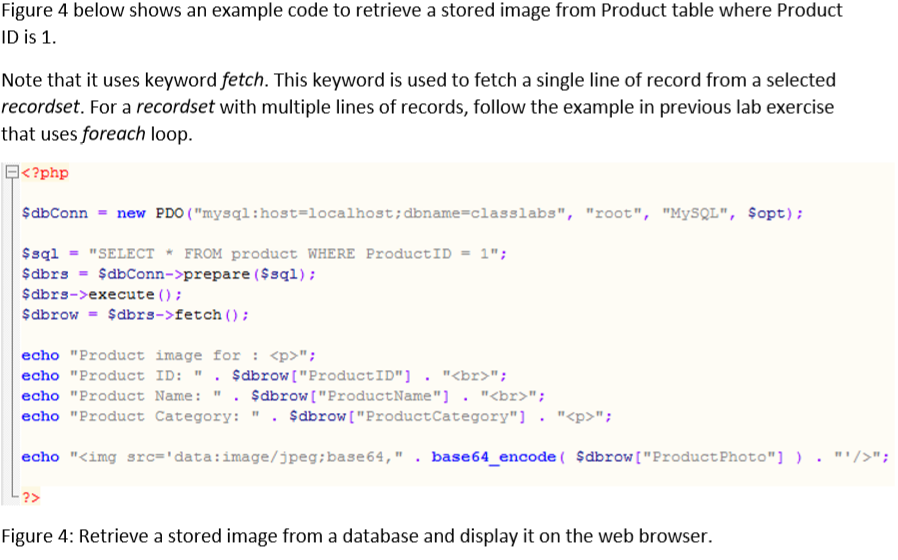 Figure 4 below shows an example code to retrieve a stored image from Product table where Product
ID is 1.
Note that it uses keyword fetch. This keyword is used to fetch a single line of record from a selected
recordset. For a recordset with multiple lines of records, follow the example in previous lab exercise
that uses foreach loop.
<?php
$dbConn = new PDO("mysql:host=localhost;dbname=classlabs", "root", "MySQL", $opt);
$sql = "SELECT * FROM product WHERE ProductID = 1";
$dbrs = $dbConn->prepare($sql);
$dbrs->execute();
$dbrow = $dbrs->fetch();
echo "Product image for : <p>";
echo "Product ID: " . $dbrow["ProductID"] . "<br>";
echo "Product Name: " . $dbrow["ProductName"] . "<br>";
echo "Product Category: " . $dbrow["ProductCategory"] . "<p>";
echo "<img src='data:image/jpeg;base64," . base64_encode( $dbrow["ProductPhoto"] ) . "'/>";
?>
Figure 4: Retrieve a stored image from a database and display it on the web browser.